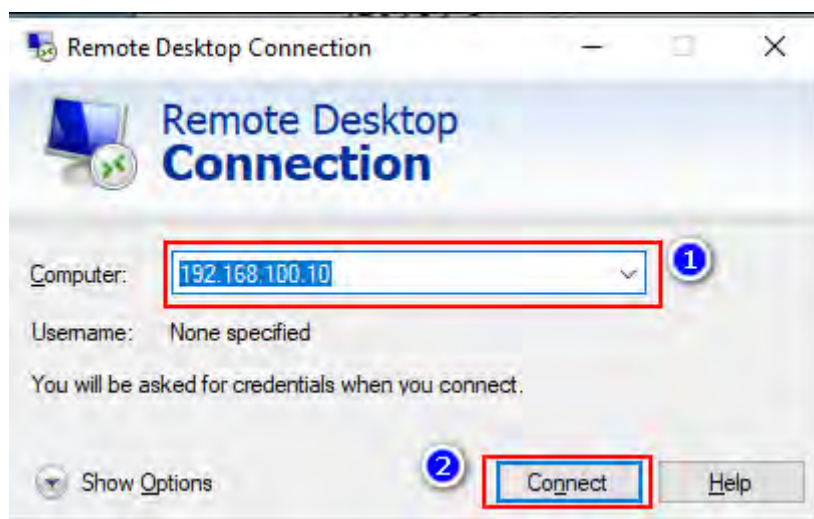 Remote Desktop Connection
Remote Desktop
Connection
Computer: 192.168.100.10 1
Username: None specified
You will be asked for credentials when you connect.
Show Options 2 Connect Help